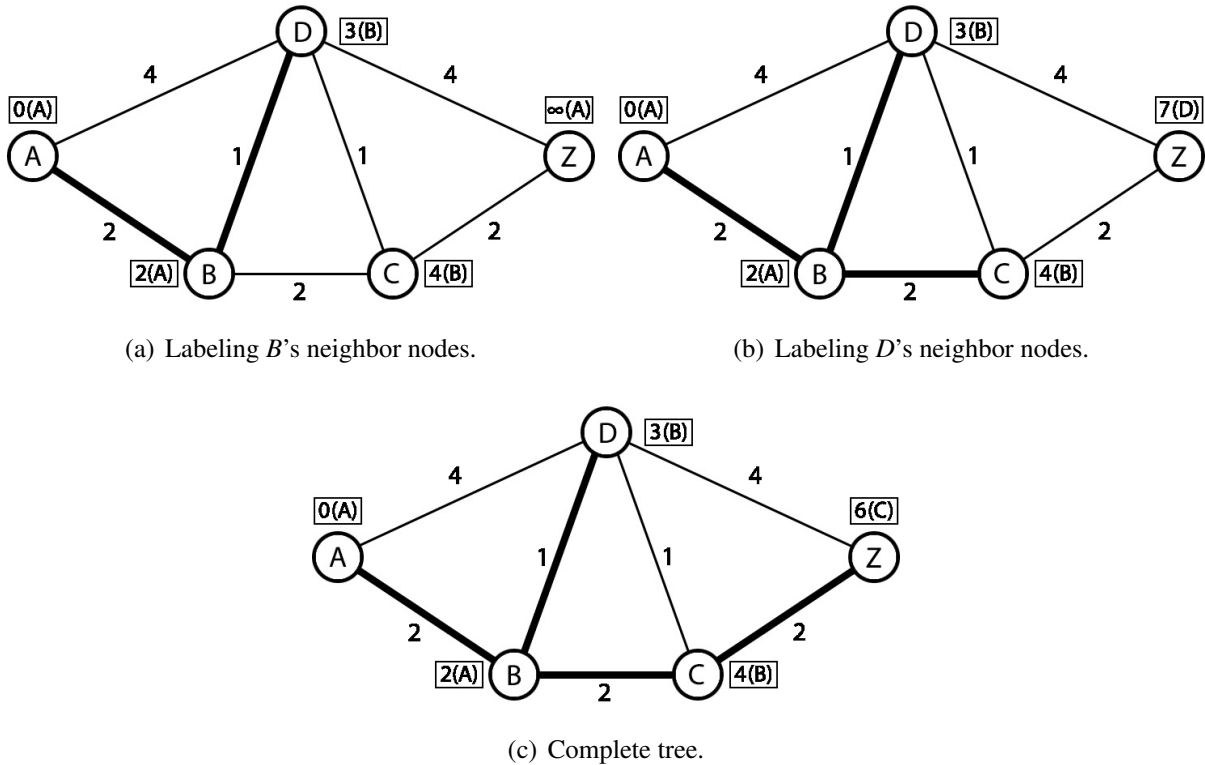 D 3(B)
4 4
0(A) ∞(A)
A 1 1 Z
2 2
2(A) B 2 C 4(B)
(a) Labeling B's neighbor nodes.
D 3(B)
4 4
0(A) 7(D)
A 1 1 Z
2 2
2(A) B 2 C 4(B)
(b) Labeling D's neighbor nodes.
D 3(B)
4 4
0(A) 6(C)
A 1 1 Z
2 2
2(A) B 2 C 4(B)
(c) Complete tree.